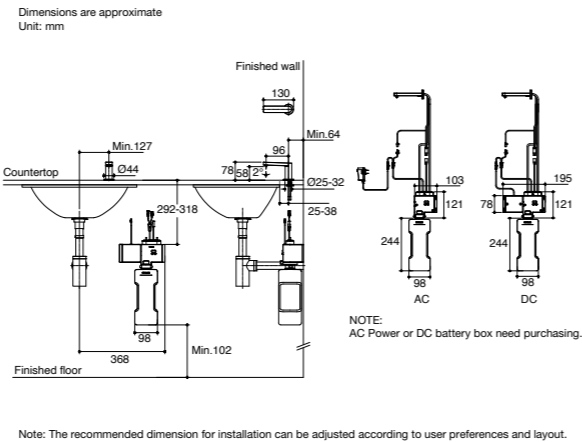 Dimensions are approximate
Unit: mm
Finished wall
130
Min.127
Min.64
96
Ø44
78
58
2°
Countertop
Ø25-32
292-318
25-38
98
368
Min.102
Finished floor
103
121
244
98
AC
195
78
121
244
98
DC
NOTE:
AC Power or DC battery box need purchasing.
Note: The recommended dimension for installation can be adjusted according to user preferences and layout.